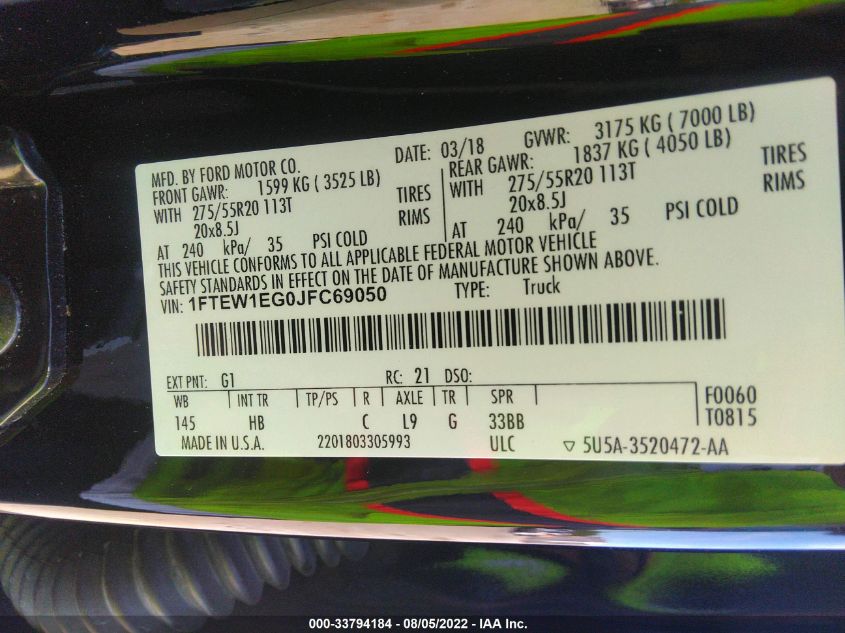 MFD. BY FORD MOTOR CO.
DATE: 03/18 GVWR: 3175 KG ( 7000 LB)
FRONT GAWR: 1599 KG ( 3525 LB) REAR GAWR: 1837 KG ( 4050 LB)
WITH 275/55R20 113T TIRES WITH 275/55R20 113T TIRES
20x8.5J RIMS 20x8.5J RIMS
AT 240 kPa/ 35 PSI COLD AT 240 kPa/ 35 PSI COLD
THIS VEHICLE CONFORMS TO ALL APPLICABLE FEDERAL MOTOR VEHICLE
SAFETY STANDARDS IN EFFECT ON THE DATE OF MANUFACTURE SHOWN ABOVE.
VIN: 1FTEW1EG0JFC69050 TYPE: Truck
EXT PNT: G1 RC: 21 DSO:
WB INT TR TP/PS R AXLE TR SPR F0060
145 HB C L9 G 33BB T0815
MADE IN U.S.A. 2201803305993 ULC ▽ 5U5A-3520472-AA
000-33794184 - 08/05/2022 - IAA Inc.